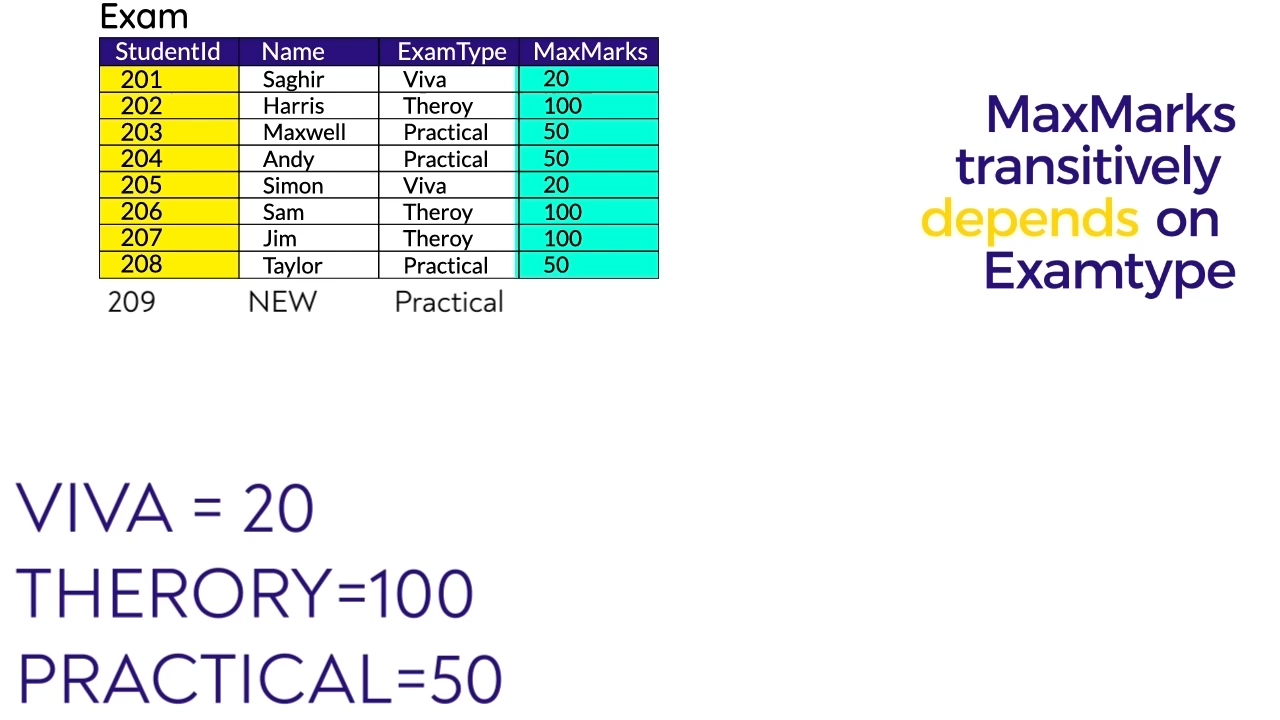 Exam
StudentId Name ExamType MaxMarks
201 Saghir Viva 20
202 Harris Theroy 100
203 Maxwell Practical 50
204 Andy Practical 50
205 Simon Viva 20
206 Sam Theroy 100
207 Jim Theroy 100
208 Taylor Practical 50
209 NEW Practical
MaxMarks
transitively
depends on
Examtype
VIVA = 20
THERORY=100
PRACTICAL=50